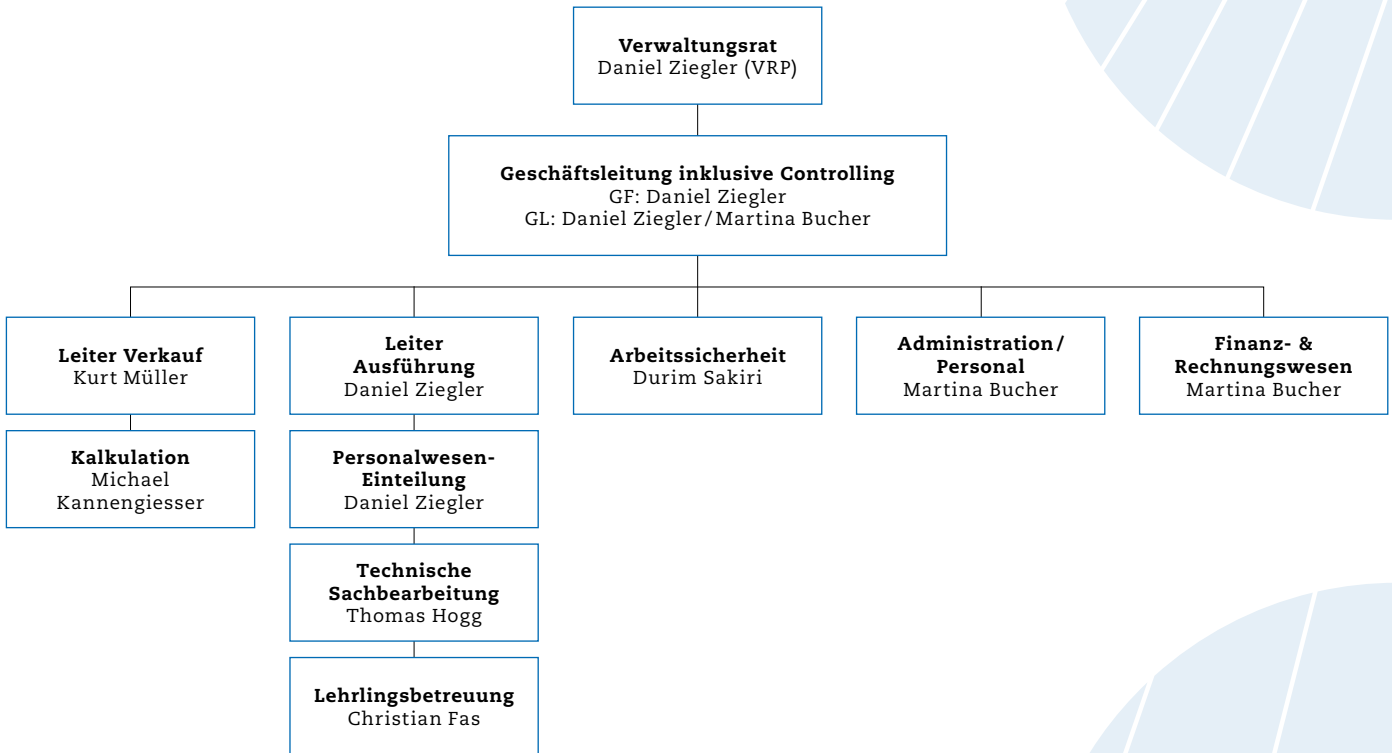 Verwaltungsrat
Daniel Ziegler (VRP)
Geschäftsleitung inklusive Controlling
GF: Daniel Ziegler
GL: Daniel Ziegler/Martina Bucher
Leiter Verkauf
Kurt Müller
Leiter
Ausführung
Daniel Ziegler
Arbeitssicherheit
Durim Sakiri
Administration/
Personal
Martina Bucher
Finanz- &
Rechnungswesen
Martina Bucher
Kalkulation
Michael
Kannengiesser
Personalwesen-
Einteilung
Daniel Ziegler
Technische
Sachbearbeitung
Thomas Hogg
Lehrlingsbetreuung
Christian Fas